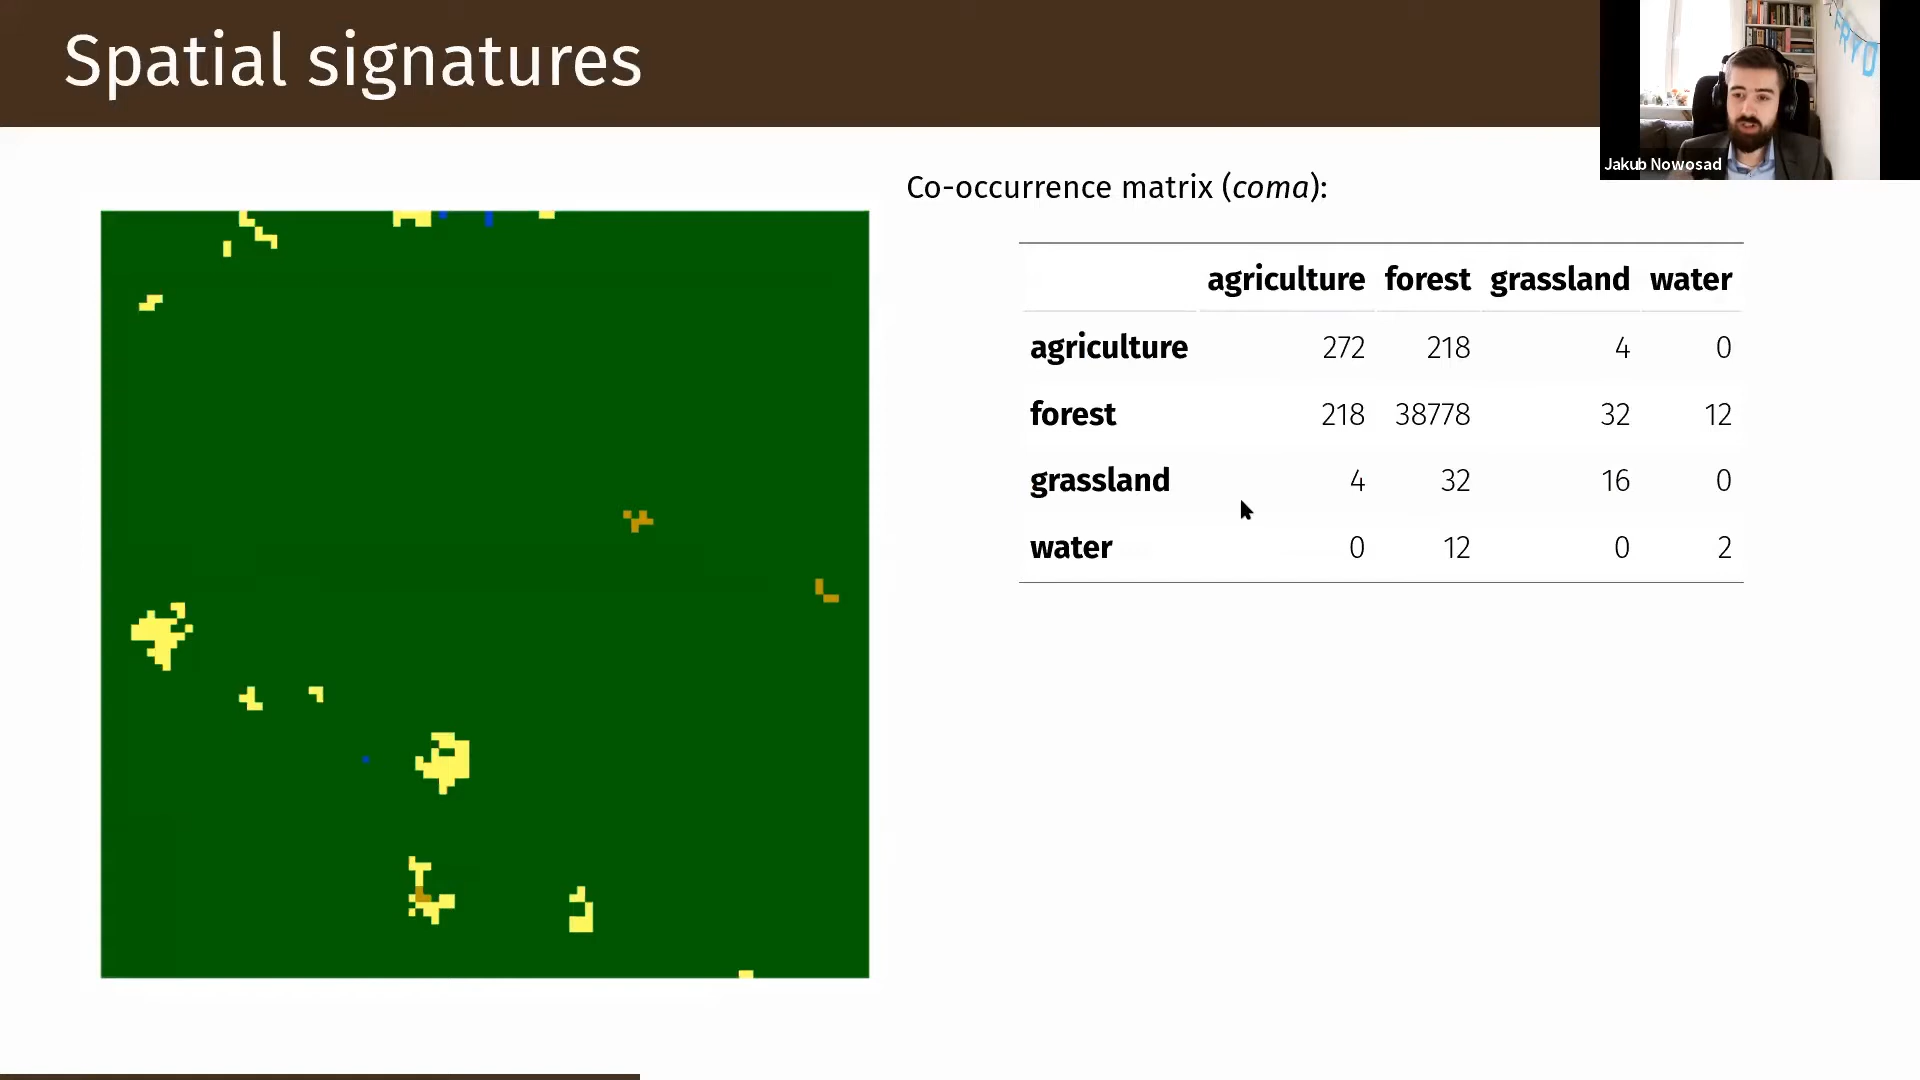 Spatial signatures
Jakub Nowosad
Co-occurrence matrix (coma):
agriculture forest grassland water
agriculture 272 218 4 0
forest 218 38778 32 12
grassland 4 32 16 0
water 0 12 0 2